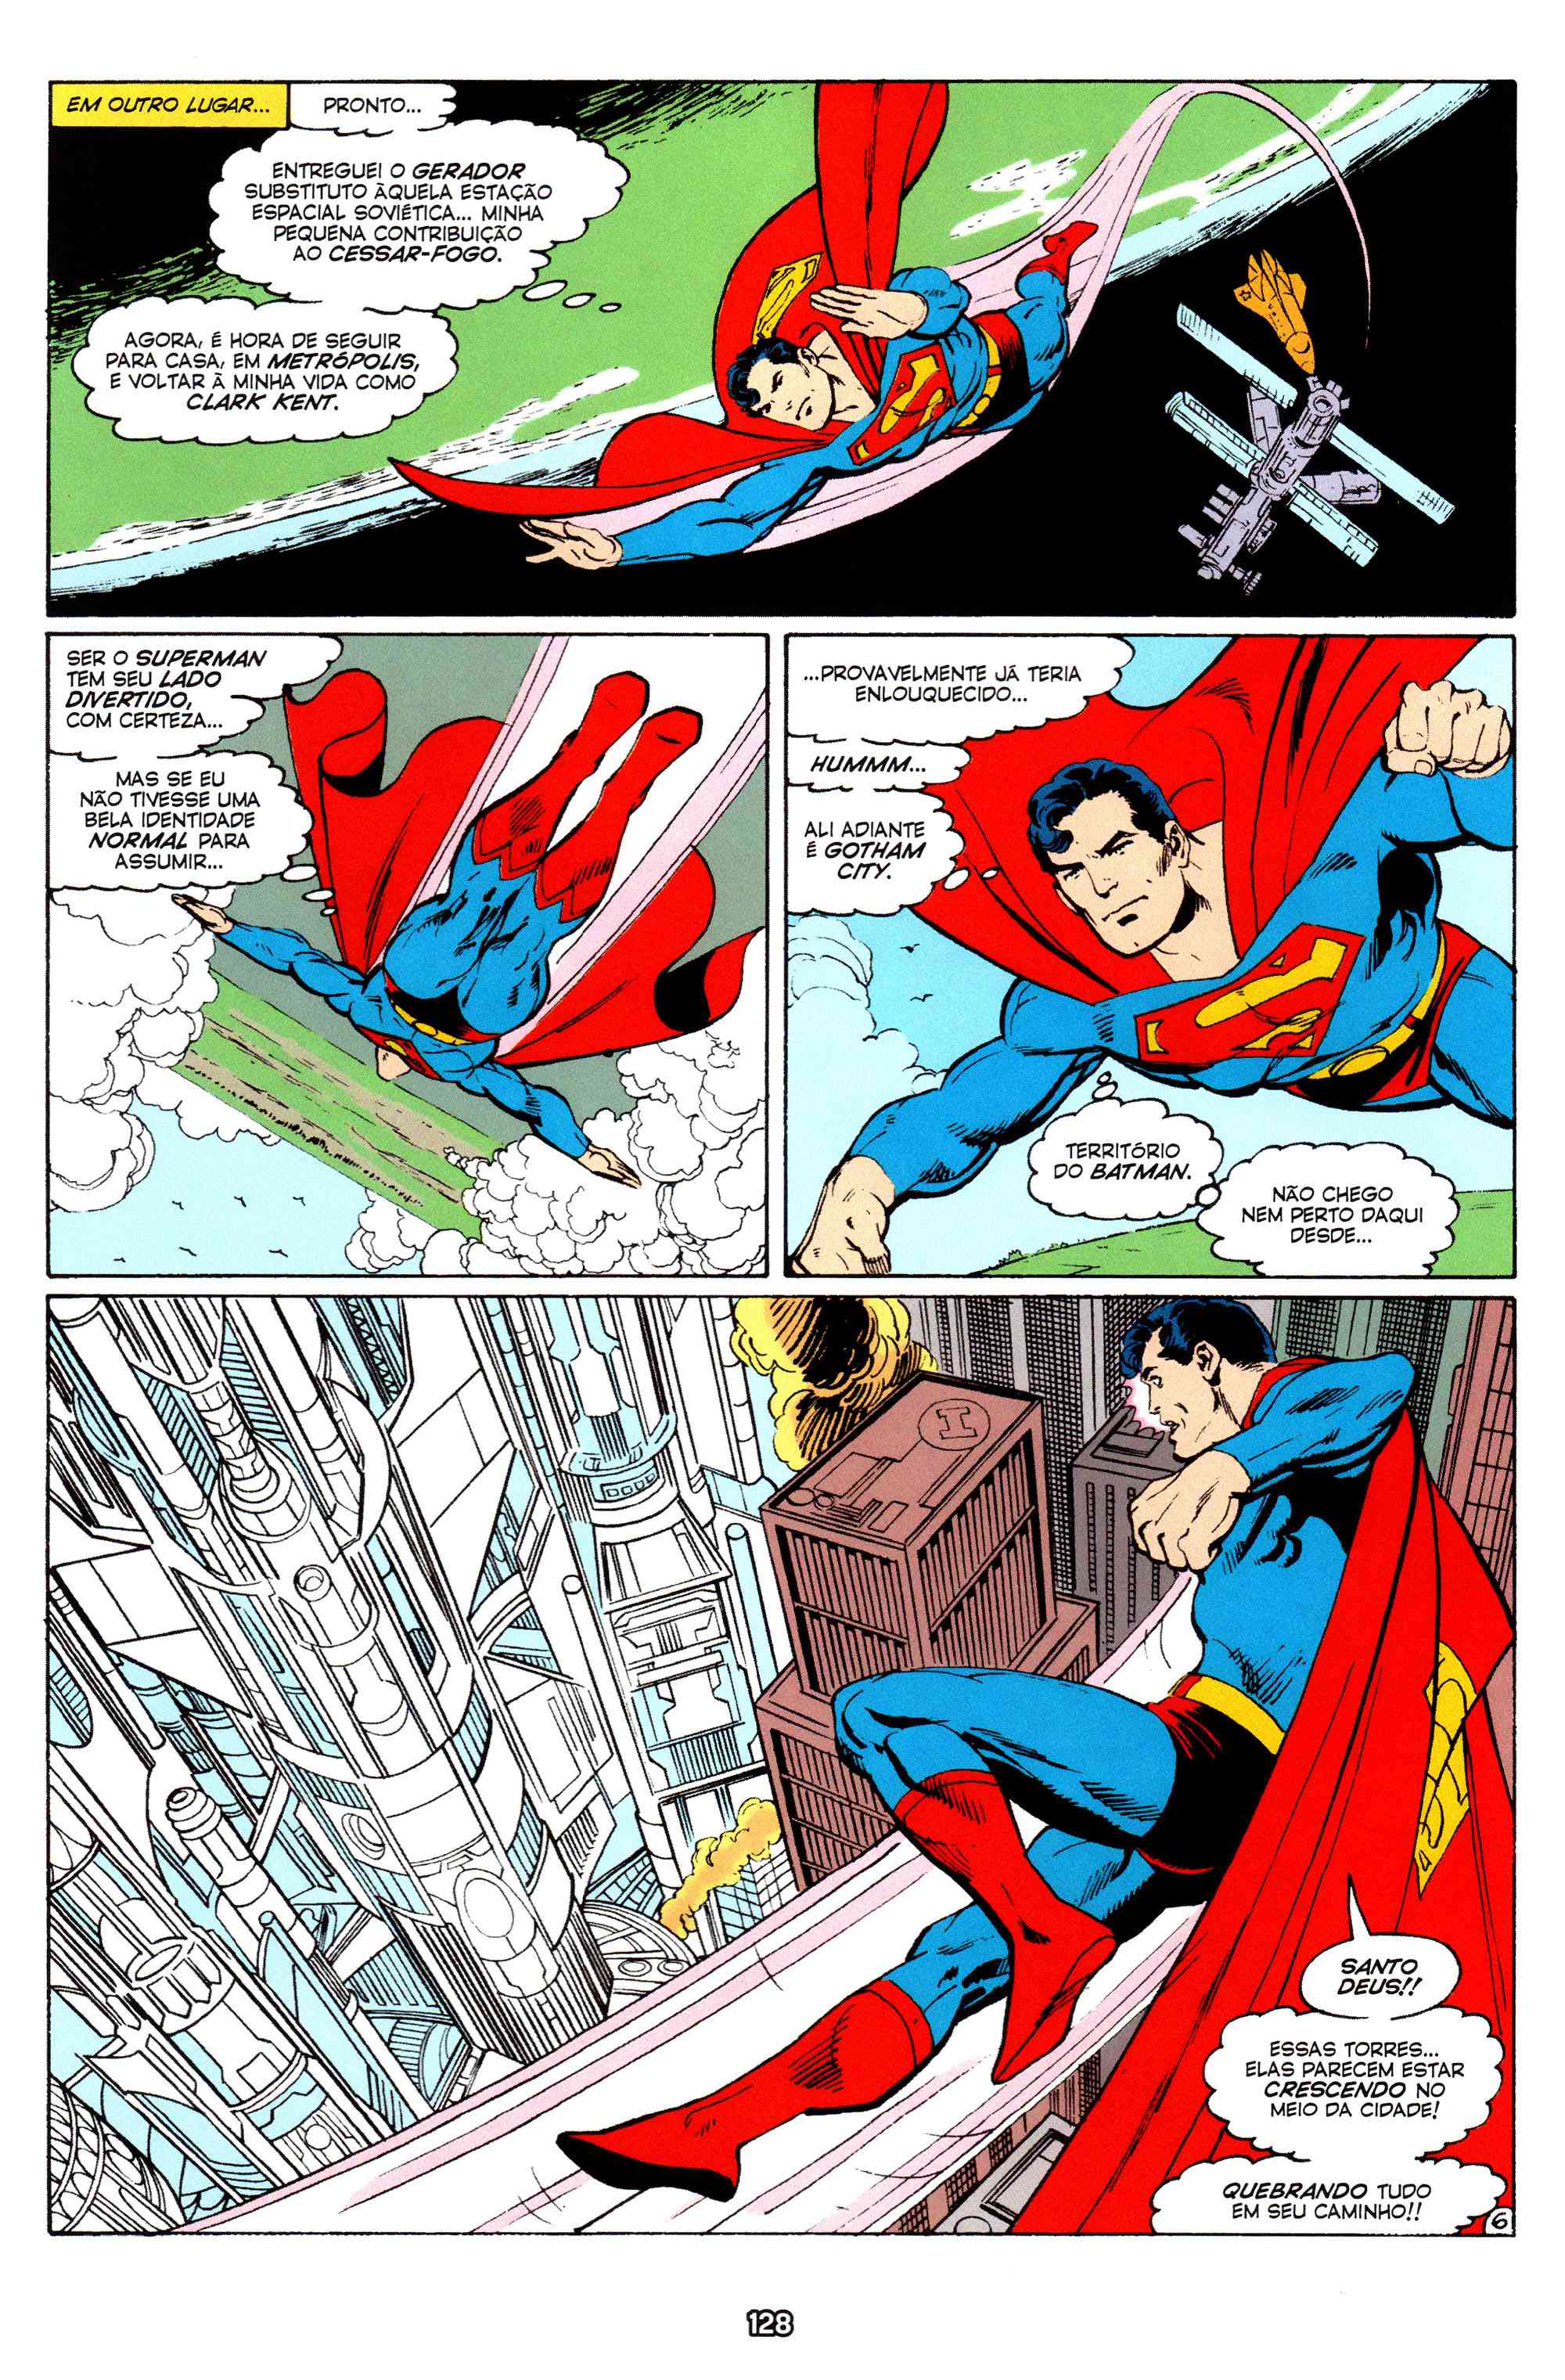 EM OUTRO LUGAR...
PRONTO...
ENTREGUEI O GERADOR
SUBSTITUTO ÀQUELA ESTAÇÃO
ESPACIAL SOVIÉTICA... MINHA
PEQUENA CONTRIBUIÇÃO
AO CESSAR-FOGO.
AGORA, É HORA DE SEGUIR
PARA CASA, EM METRÓPOLIS,
E VOLTAR À MINHA VIDA COMO
CLARK KENT.
SER O SUPERMAN
TEM SEU LADO
DIVERTIDO,
COM CERTEZA...
MAS SE EU
NÃO TIVESSE UMA
BELA IDENTIDADE
NORMAL PARA
ASSUMIR...
...PROVAVELMENTE JÁ TERIA
ENLOUQUECIDO...
HUMMM...
ALI ADIANTE
É GOTHAM
CITY.
TERRITÓRIO
DO BATMAN.
NÃO CHEGO
NEM PERTO DAQUI
DESDE...
I
SANTO
DEUS!!
ESSAS TORRES...
ELAS PARECEM ESTAR
CRESCENDO NO
MEIO DA CIDADE!
QUEBRANDO TUDO
EM SEU CAMINHO!!
6
128